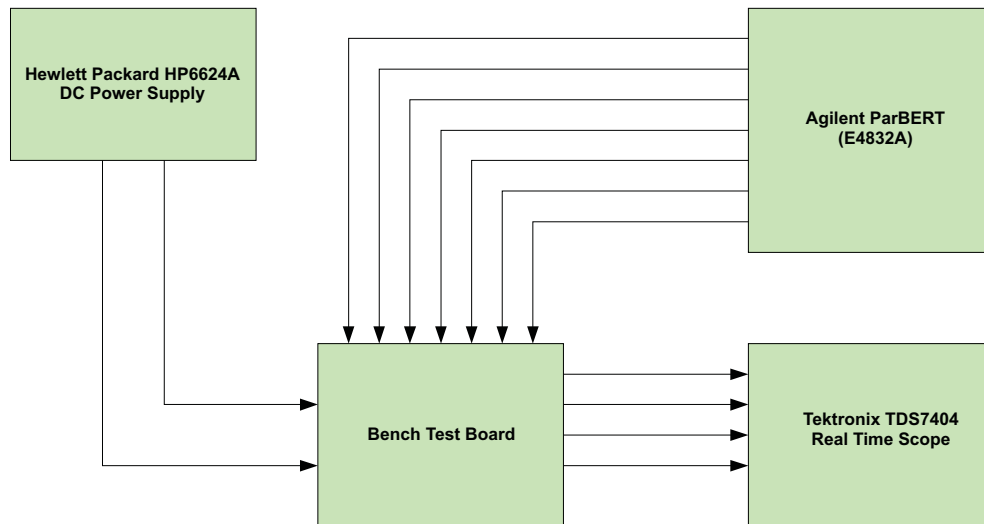 Hewlett Packard HP6624A
DC Power Supply
Agilent ParBERT
(E4832A)
Bench Test Board
Tektronix TDS7404
Real Time Scope